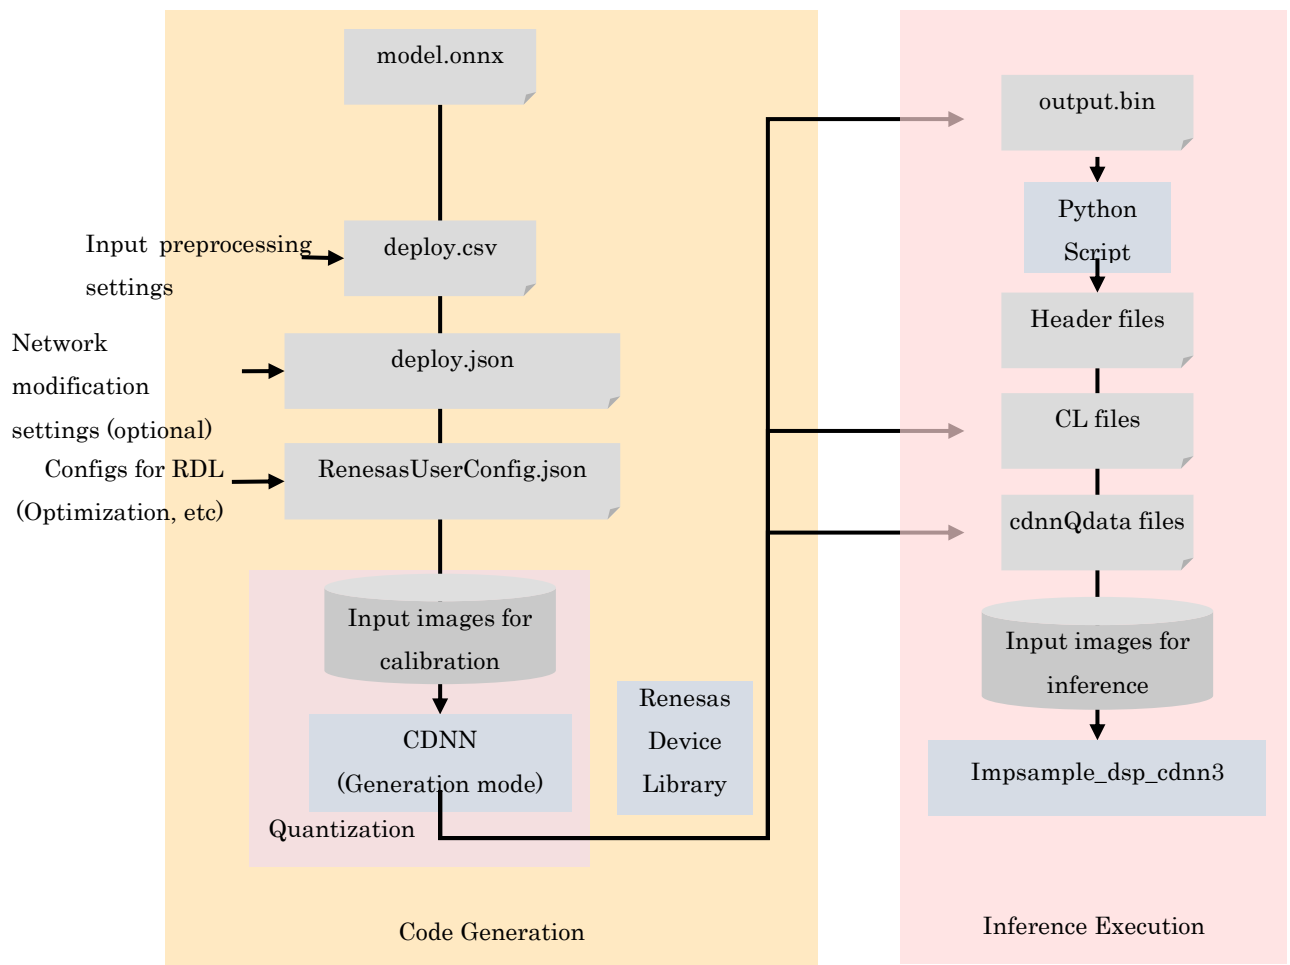 model.onnx
Input preprocessing
settings
deploy.csv
Network
modification
settings (optional)
deploy.json
Configs for RDL
(Optimization, etc)
RenesasUserConfig.json
Input images for
calibration
CDNN
(Generation mode)
Quantization
Renesas
Device
Library
Code Generation
output.bin
Python
Script
Header files
CL files
cdnnQdata files
Input images for
inference
Impsample_dsp_cdnn3
Inference Execution